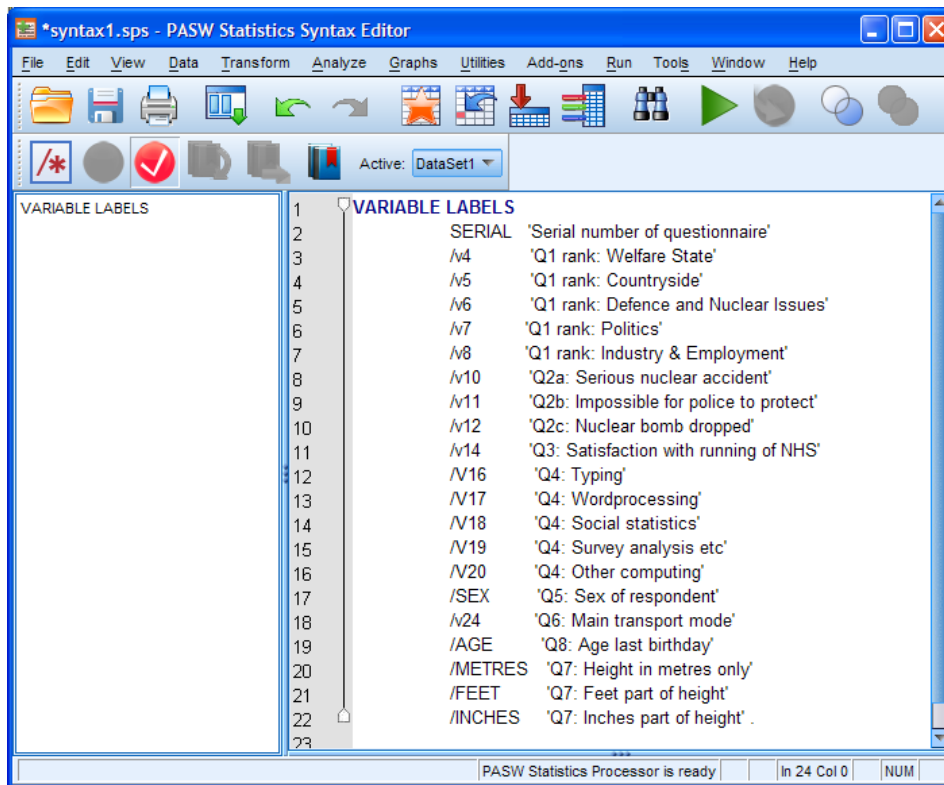 *syntax1.sps - PASW Statistics Syntax Editor
File Edit View Data Transform Analyze Graphs Utilities Add-ons Run Tools Window Help
/* Active: DataSet1
VARIABLE LABELS
1 VARIABLE LABELS
2 SERIAL 'Serial number of questionnaire'
3 /v4 'Q1 rank: Welfare State'
4 /v5 'Q1 rank: Countryside'
5 /v6 'Q1 rank: Defence and Nuclear Issues'
6 /v7 'Q1 rank: Politics'
7 /v8 'Q1 rank: Industry & Employment'
8 /v10 'Q2a: Serious nuclear accident'
9 /v11 'Q2b: Impossible for police to protect'
10 /v12 'Q2c: Nuclear bomb dropped'
11 /v14 'Q3: Satisfaction with running of NHS'
12 /V16 'Q4: Typing'
13 /V17 'Q4: Wordprocessing'
14 /V18 'Q4: Social statistics'
15 /V19 'Q4: Survey analysis etc'
16 /V20 'Q4: Other computing'
17 /SEX 'Q5: Sex of respondent'
18 /v24 'Q6: Main transport mode'
19 /AGE 'Q8: Age last birthday'
20 /METRES 'Q7: Height in metres only'
21 /FEET 'Q7: Feet part of height'
22 /INCHES 'Q7: Inches part of height' .
23
PASW Statistics Processor is ready In 24 Col 0 NUM